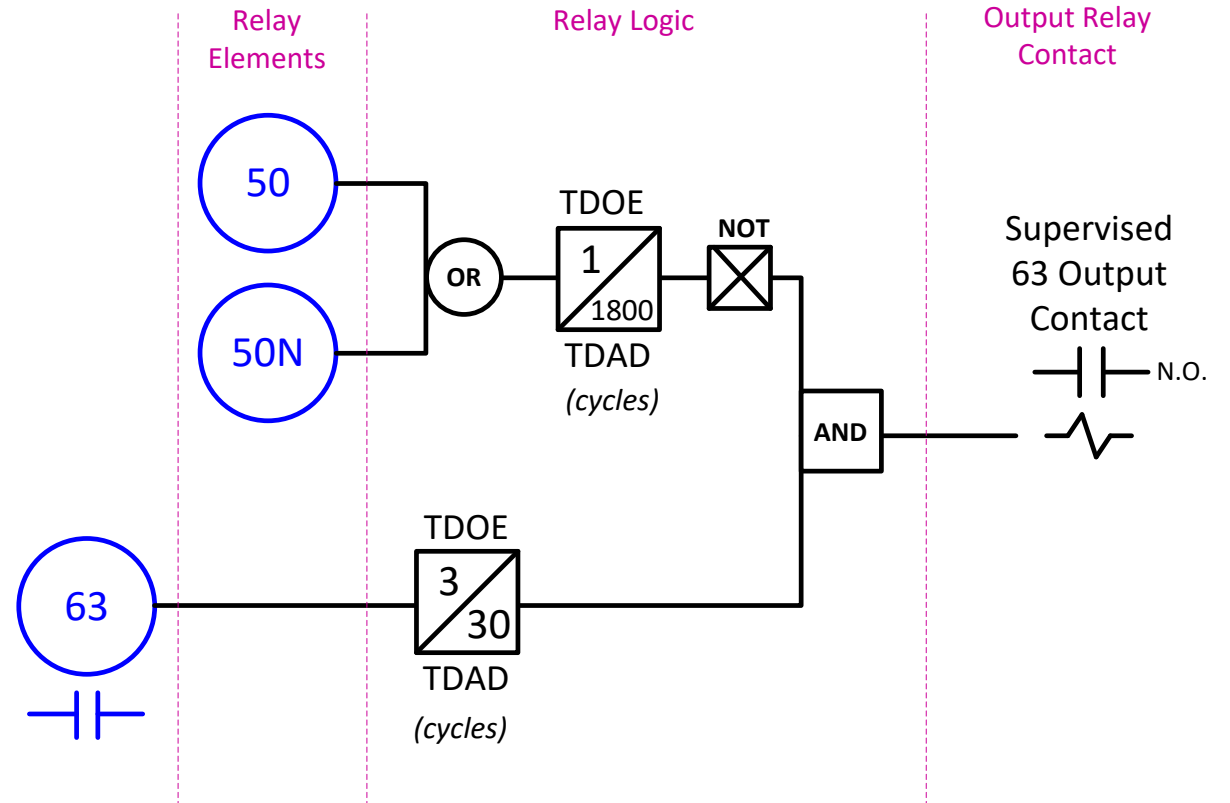 Relay
Elements
Relay Logic
Output Relay
Contact
50
50N
OR
TDOE
1
1800
TDAD
(cycles)
NOT
AND
Supervised
63 Output
Contact
N.O.
63
TDOE
3
30
TDAD
(cycles)